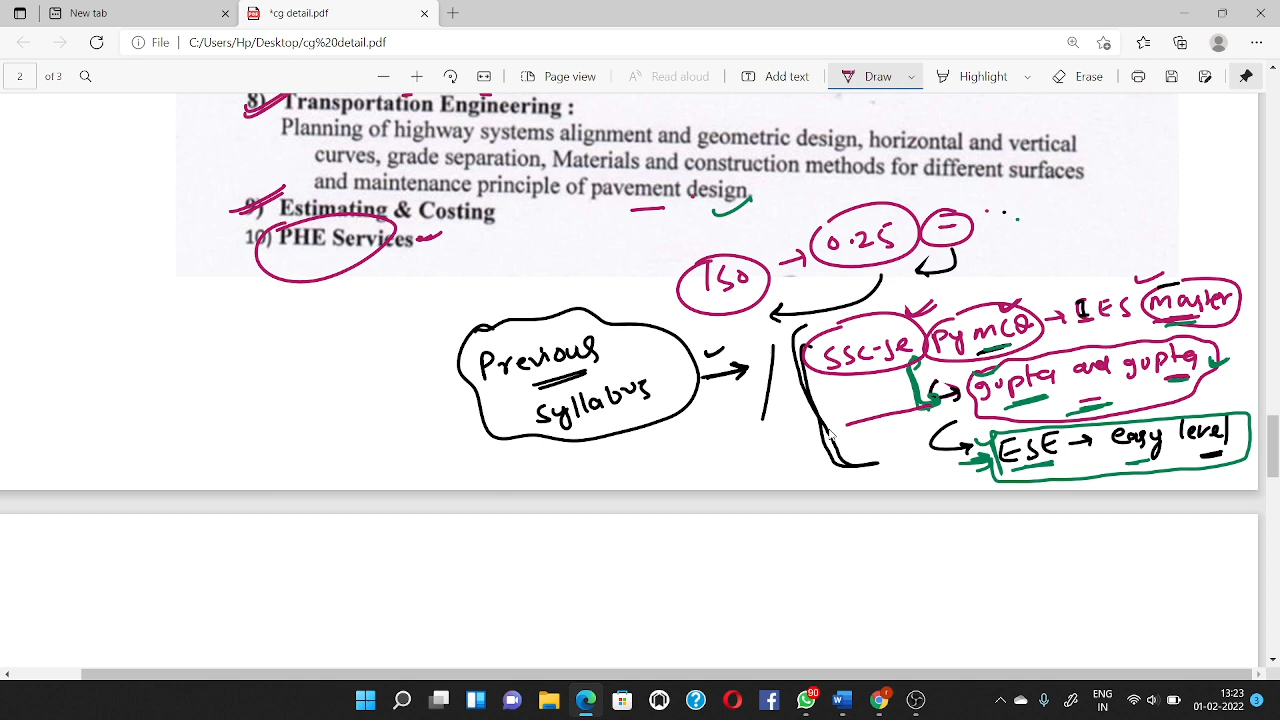 New tab
*cg detail.pdf
File
C:/Users/Hp/Desktop/cg%20detail.pdf
2 of 3
Page view
Read aloud
Add text
Draw
Highlight
Erase
8) Transportation Engineering :
Planning of highway systems alignment and geometric design, horizontal and vertical
curves, grade separation, Materials and construction methods for different surfaces
and maintenance principle of pavement design.
9) Estimating & Costing
10) PHE Services
150 → 0.25 =
Previous
syllabus
SSC-Je Py MCQ → IES Master
gupta and gupta
ESE → easy level
90
ENG
IN
13:23
01-02-2022
3